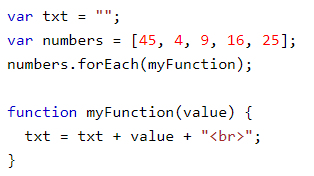 var txt = "";
var numbers = [45, 4, 9, 16, 25];
numbers.forEach(myFunction);

function myFunction(value) {
  txt = txt + value + "<br>";
}